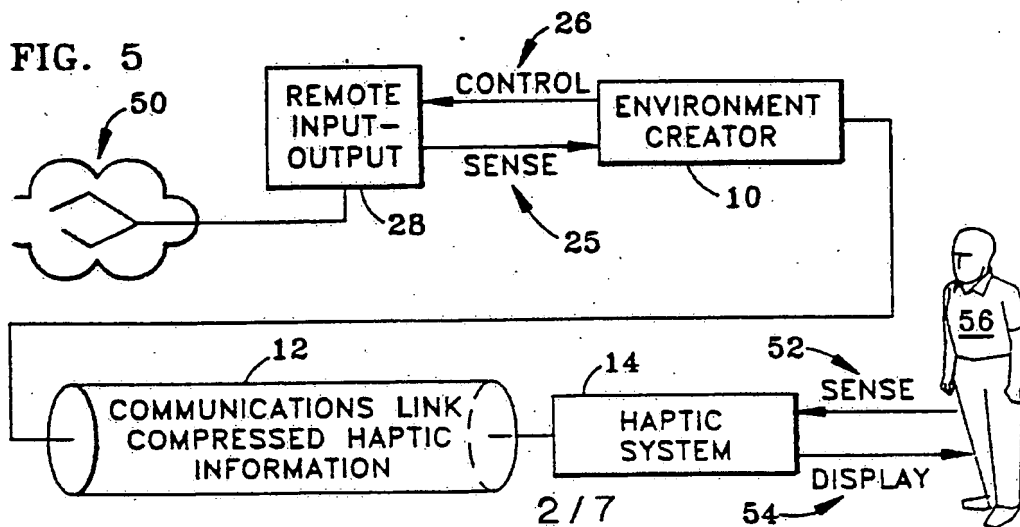 FIG. 5
50
REMOTE
INPUT-
OUTPUT
28
26
CONTROL
SENSE
25
ENVIRONMENT
CREATOR
10
12
COMMUNICATIONS LINK
COMPRESSED HAPTIC
INFORMATION
14
HAPTIC
SYSTEM
52
SENSE
DISPLAY
54
56
2/7